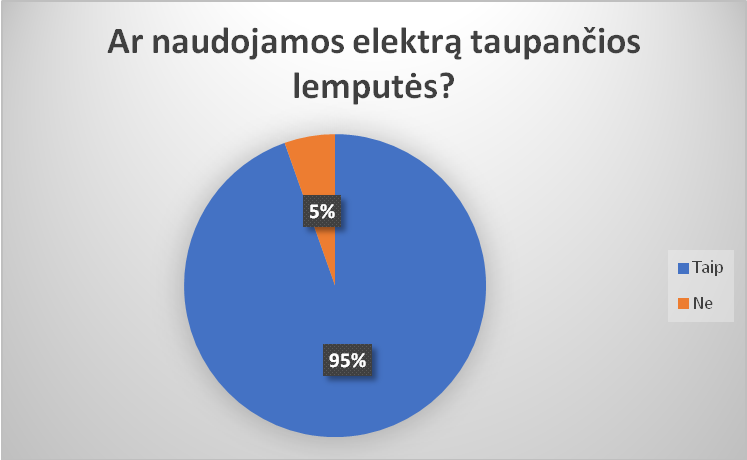 Ar naudojamos elektrą taupančios
lemputės?
5%
95%
Taip
Ne